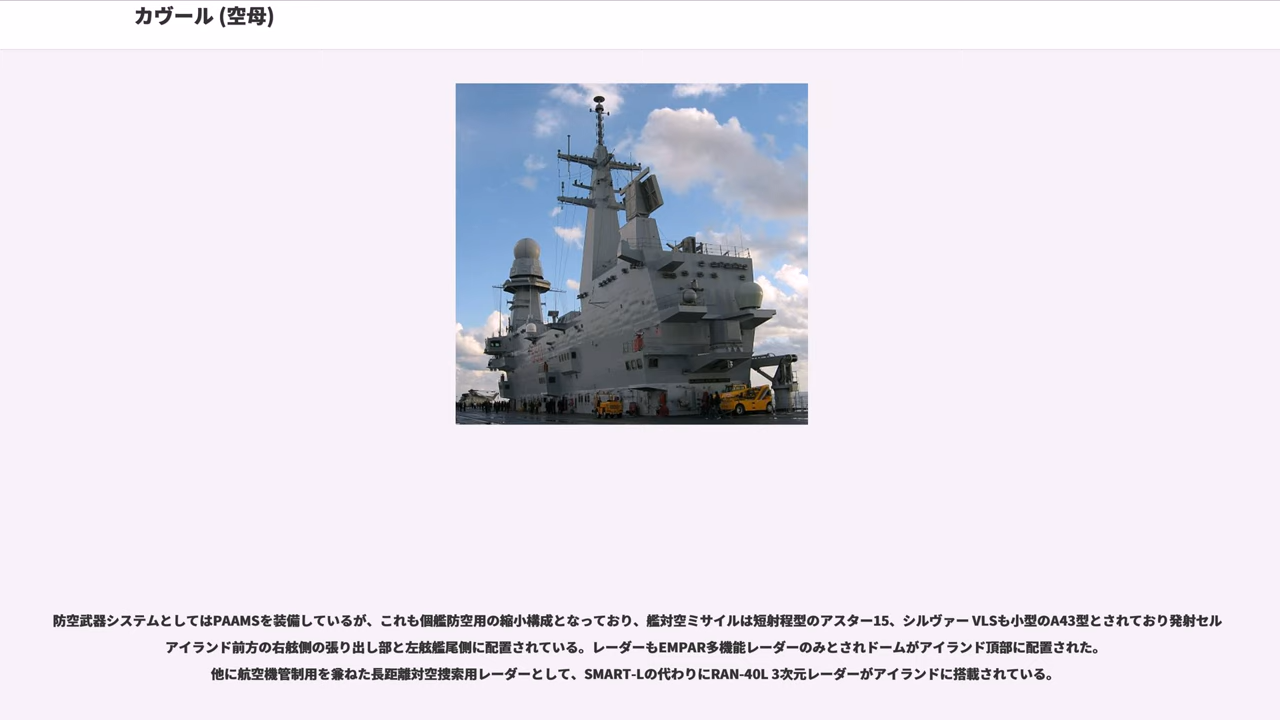 カヴール (空母)
防空武器システムとしてはPAAMSを装備しているが、これも個艦防空用の縮小構成となっており、艦対空ミサイルは短射程型のアスター15、シルヴァー VLSも小型のA43型とされており発射セル
アイランド前方の右舷側の張り出し部と左舷艦尾側に配置されている。レーダーもEMPAR多機能レーダーのみとされドームがアイランド頂部に配置された。
他に航空機管制用を兼ねた長距離対空捜索用レーダーとして、SMART-Lの代わりにRAN-40L 3次元レーダーがアイランドに搭載されている。